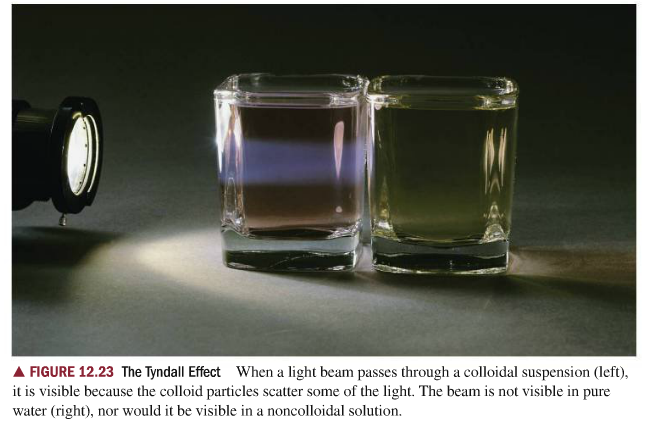 ▲ FIGURE 12.23 The Tyndall Effect When a light beam passes through a colloidal suspension (left),
it is visible because the colloid particles scatter some of the light. The beam is not visible in pure
water (right), nor would it be visible in a noncolloidal solution.